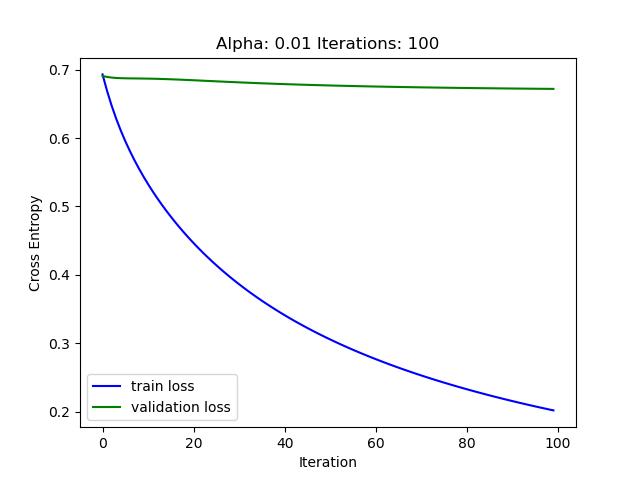 Alpha: 0.01 Iterations: 100
0.7
0.6
0.5
0.4
0.3
0.2
Cross Entropy
train loss
validation loss
0 20 40 60 80 100
Iteration